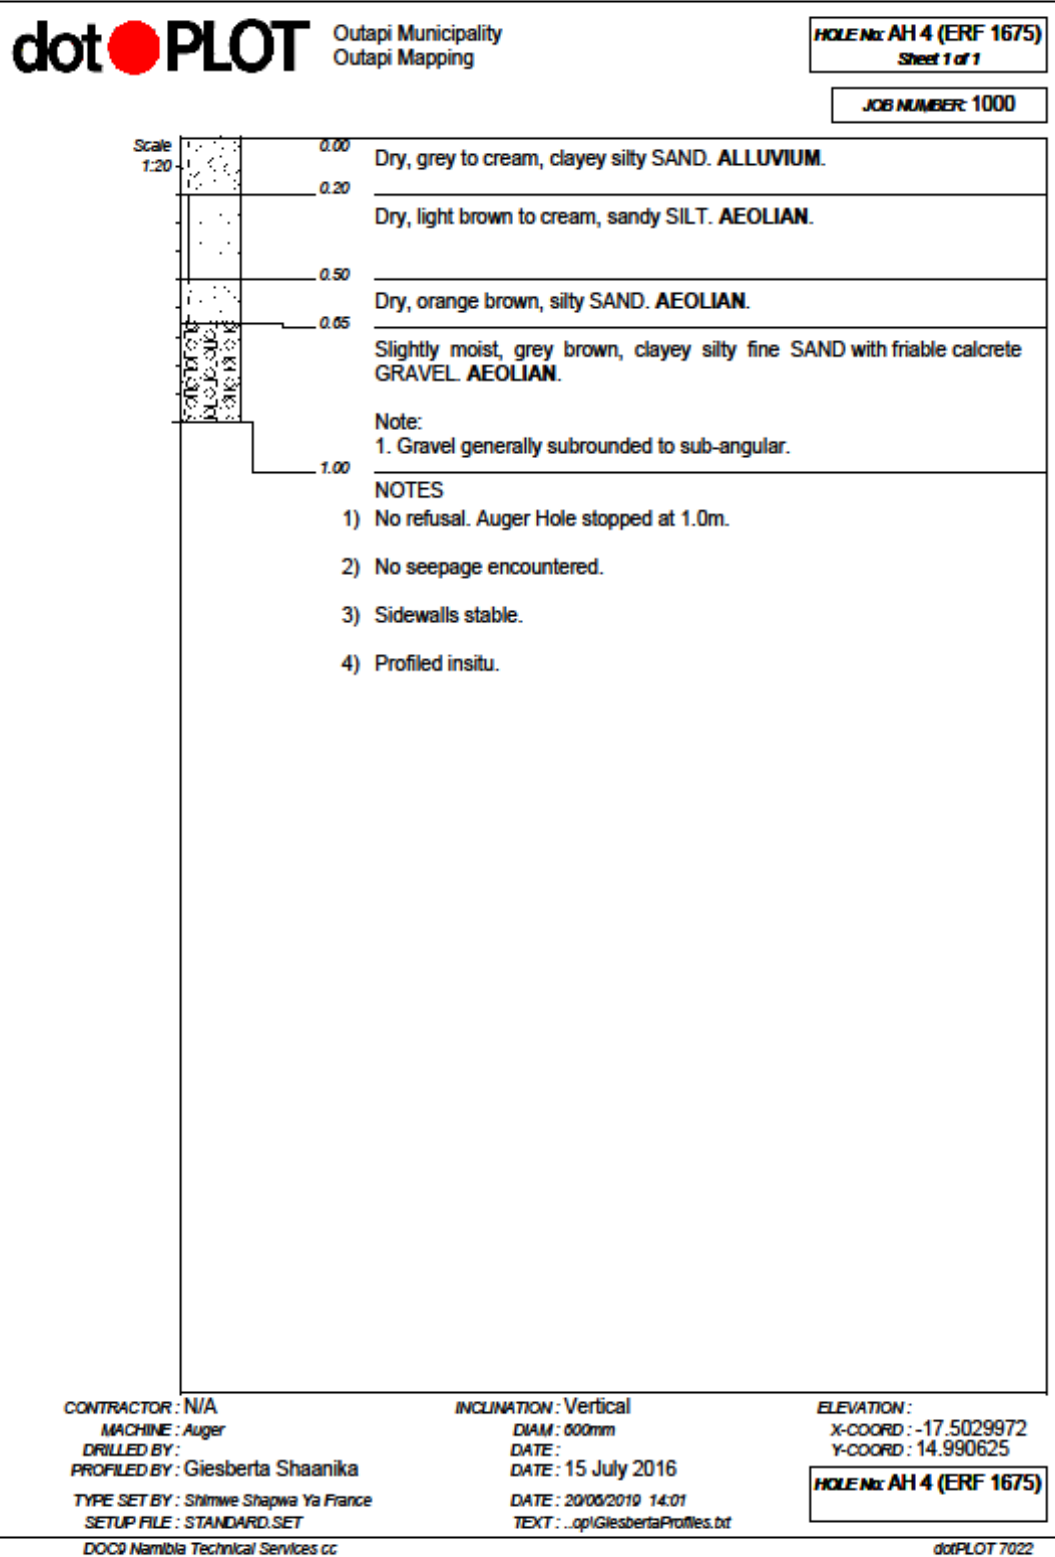 dot PLOT
Outapi Municipality
Outapi Mapping
HOLE No: AH 4 (ERF 1675)
Sheet 1 of 1
JOB NUMBER: 1000
Scale
1:20
0.00
Dry, grey to cream, clayey silty SAND. ALLUVIUM.
0.20
Dry, light brown to cream, sandy SILT. AEOLIAN.
0.50
Dry, orange brown, silty SAND. AEOLIAN.
0.65
Slightly moist, grey brown, clayey silty fine SAND with friable calcrete
GRAVEL. AEOLIAN.
Note:
1. Gravel generally subrounded to sub-angular.
1.00
NOTES
1) No refusal. Auger Hole stopped at 1.0m.
2) No seepage encountered.
3) Sidewalls stable.
4) Profiled insitu.
CONTRACTOR : N/A
MACHINE : Auger
DRILLED BY :
PROFILED BY : Giesberta Shaanika
TYPE SET BY : Shimwe Shapwa Ya France
SETUP FILE : STANDARD.SET
INCLINATION : Vertical
DIAM : 600mm
DATE :
DATE : 15 July 2016
DATE : 20/06/2019 14:01
TEXT : ..op\GiesbertaProfiles.txt
ELEVATION :
X-COORD : -17.5029972
Y-COORD : 14.990625
HOLE No: AH 4 (ERF 1675)
DOC9 Namibia Technical Services cc
dotPLOT 7022